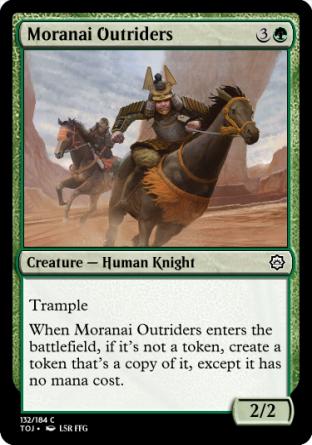 Moranai Outriders 3
Creature — Human Knight
Trample
When Moranai Outriders enters the
battlefield, if it's not a token, create a
token that's a copy of it, except it has
no mana cost.
2/2
132/184 C
TOJ • LSR FFG